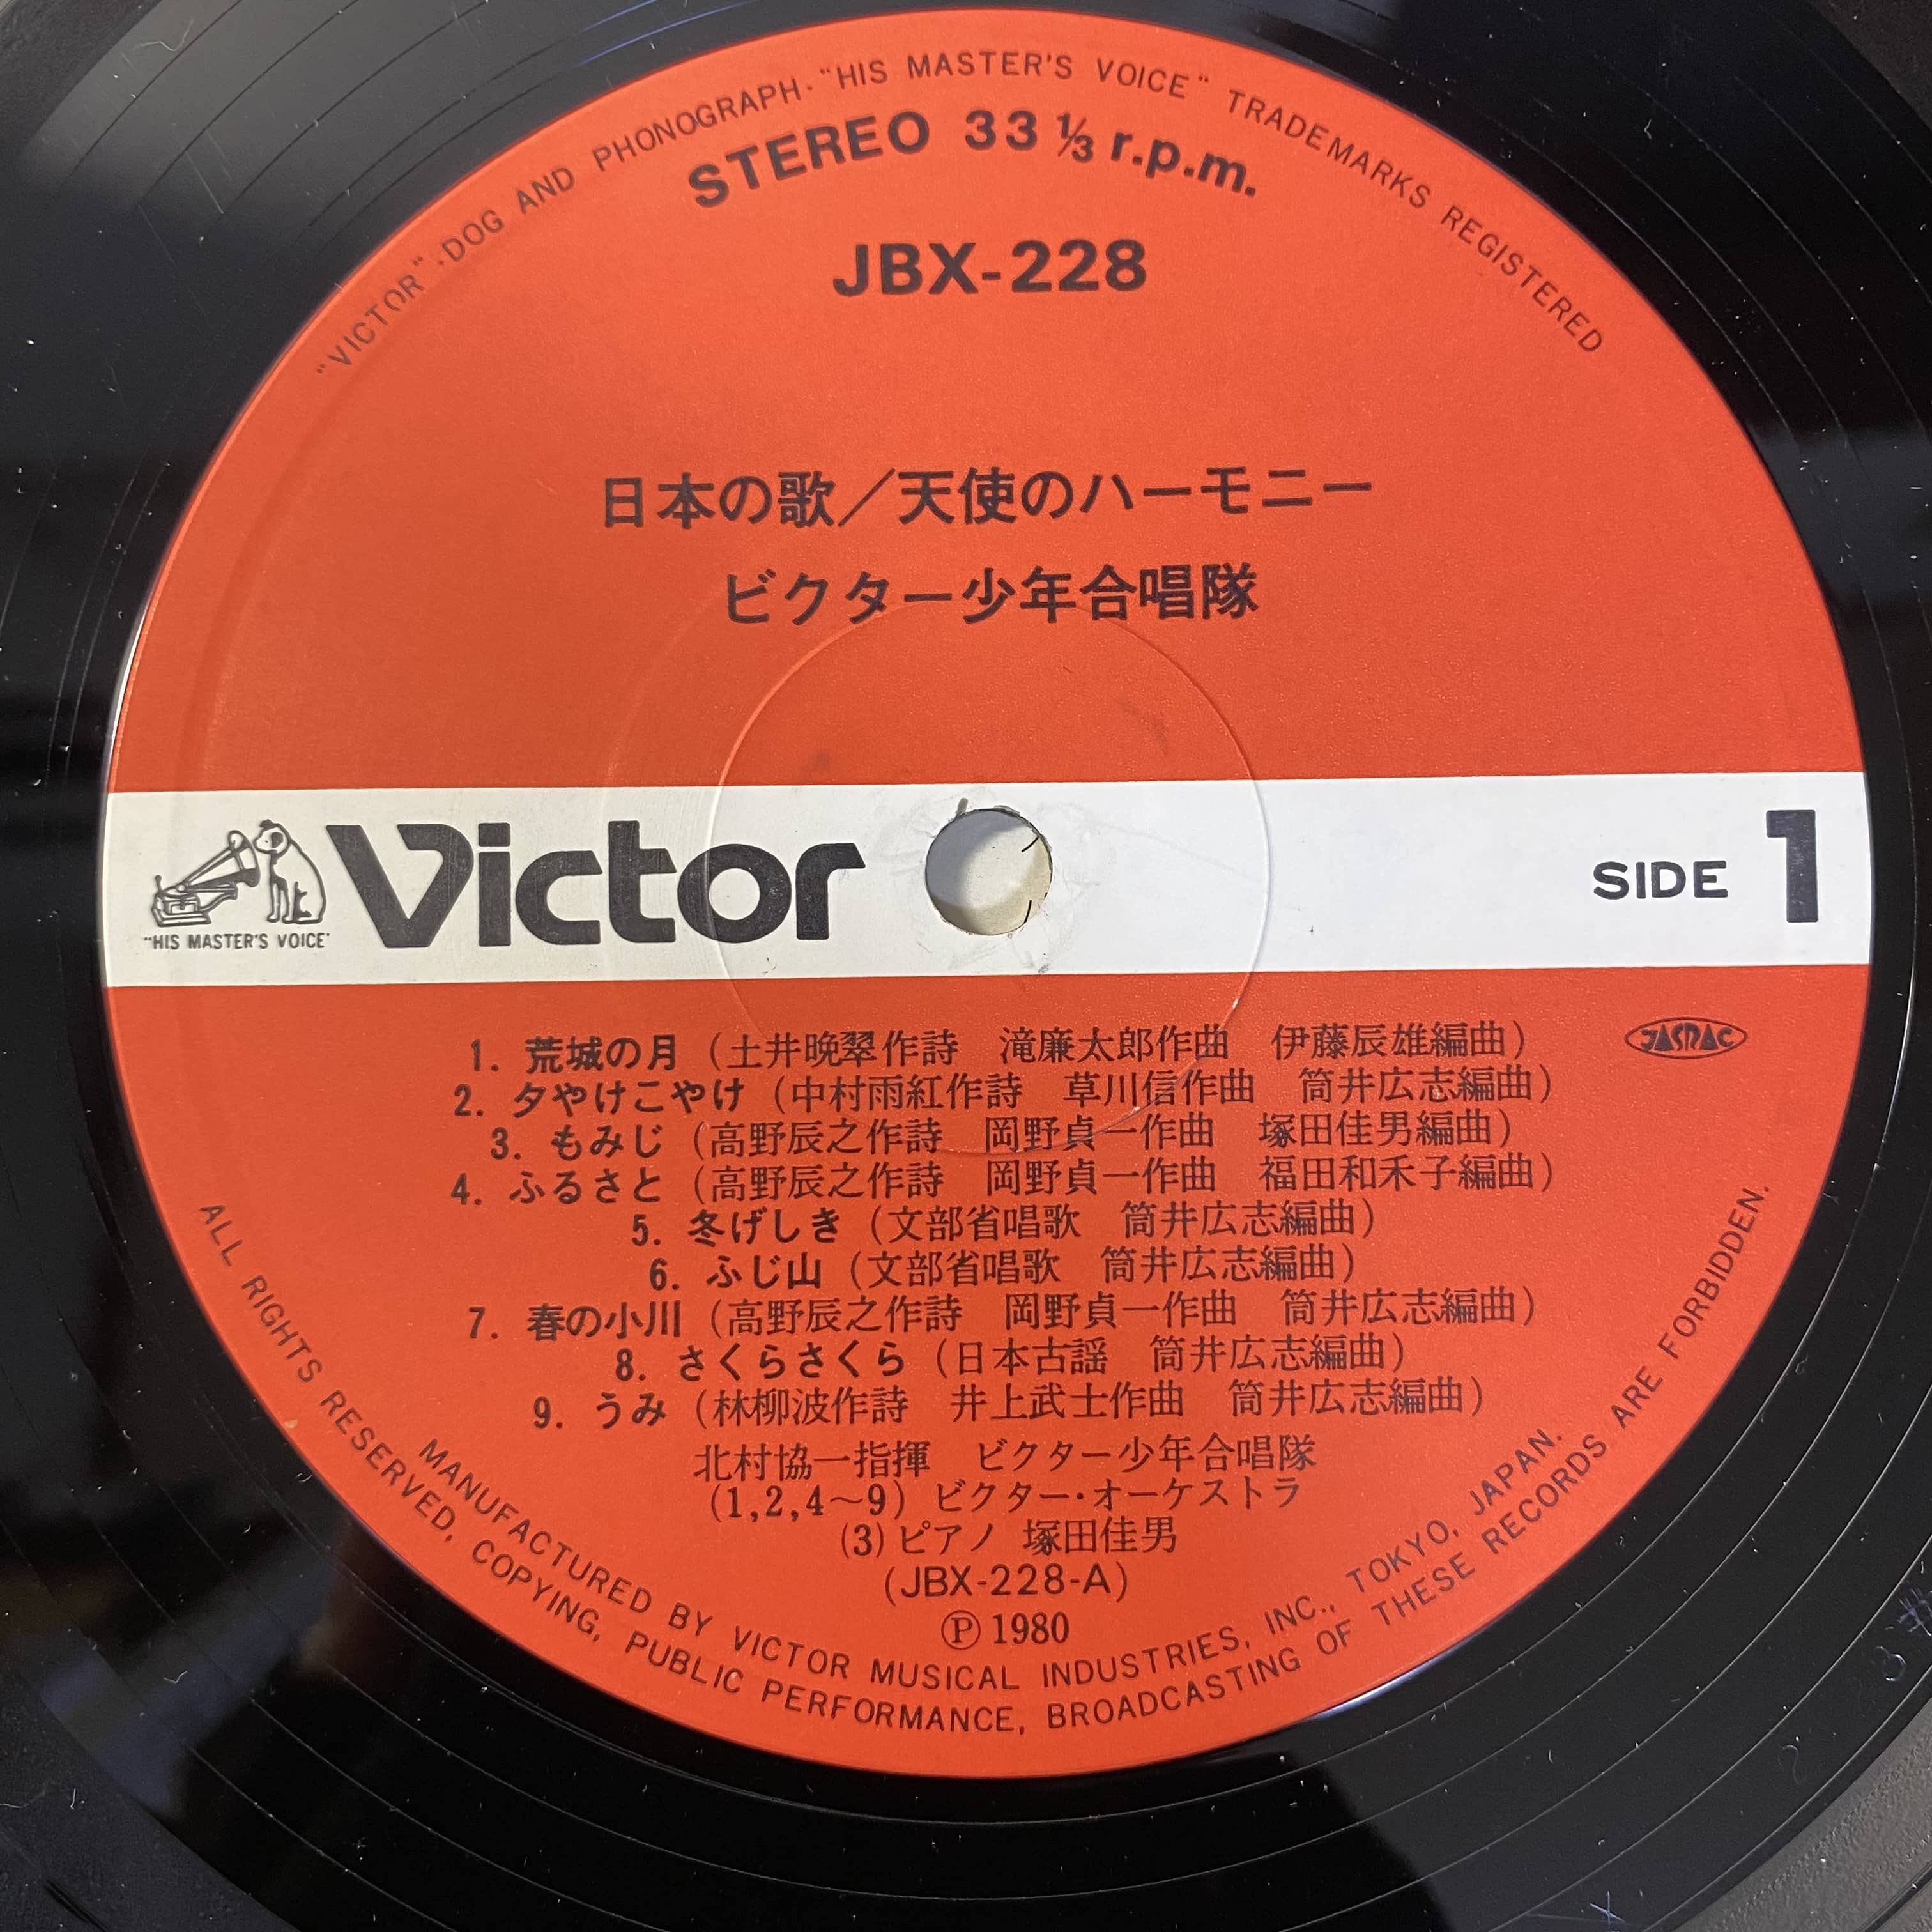 "VICTOR"·DOG AND PHONOGRAPH·"HIS MASTER'S VOICE" TRADEMARKS REGISTERED
STEREO 33 ⅓ r.p.m.
JBX-228
日本の歌／天使のハーモニー
ビクター少年合唱隊
"HIS MASTER'S VOICE"
Victor
SIDE 1
JASRAC
1. 荒城の月（土井晩翠作詩　滝廉太郎作曲　伊藤辰雄編曲）
2. 夕やけこやけ（中村雨紅作詩　草川信作曲　筒井広志編曲）
3. もみじ（高野辰之作詩　岡野貞一作曲　塚田佳男編曲）
4. ふるさと（高野辰之作詩　岡野貞一作曲　福田和禾子編曲）
5. 冬げしき（文部省唱歌　筒井広志編曲）
6. ふじ山（文部省唱歌　筒井広志編曲）
7. 春の小川（高野辰之作詩　岡野貞一作曲　筒井広志編曲）
8. さくらさくら（日本古謡　筒井広志編曲）
9. うみ（林柳波作詩　井上武士作曲　筒井広志編曲）
北村協一指揮　ビクター少年合唱隊
(1,2,4〜9) ビクター・オーケストラ
(3) ピアノ 塚田佳男
(JBX-228-A)
Ⓟ 1980
MANUFACTURED BY VICTOR MUSICAL INDUSTRIES, INC., TOKYO, JAPAN.
ALL RIGHTS RESERVED, COPYING, PUBLIC PERFORMANCE, BROADCASTING OF THESE RECORDS ARE FORBIDDEN.